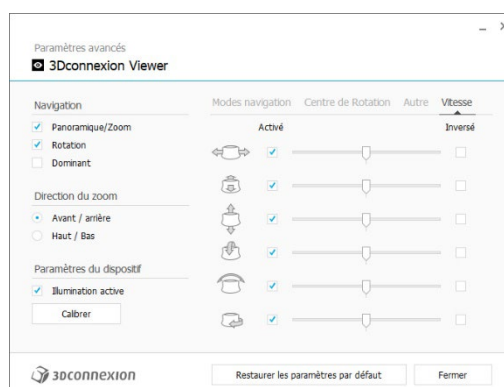 Paramètres avancés
3Dconnexion Viewer
Navigation
Panoramique/Zoom
Rotation
Dominant
Direction du zoom
Avant / arrière
Haut / Bas
Paramètres du dispositif
Illumination active
Calibrer
Modes navigation Centre de Rotation Autre Vitesse
Activé Inversé
3Dconnexion
Restaurer les paramètres par défaut
Fermer